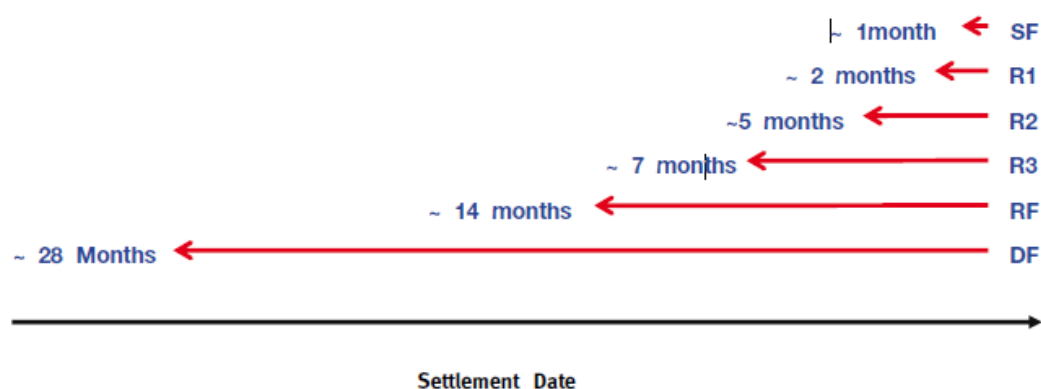 ~ 1month SF
~ 2 months R1
~5 months R2
~ 7 months R3
~ 14 months RF
~ 28 Months DF
Settlement Date